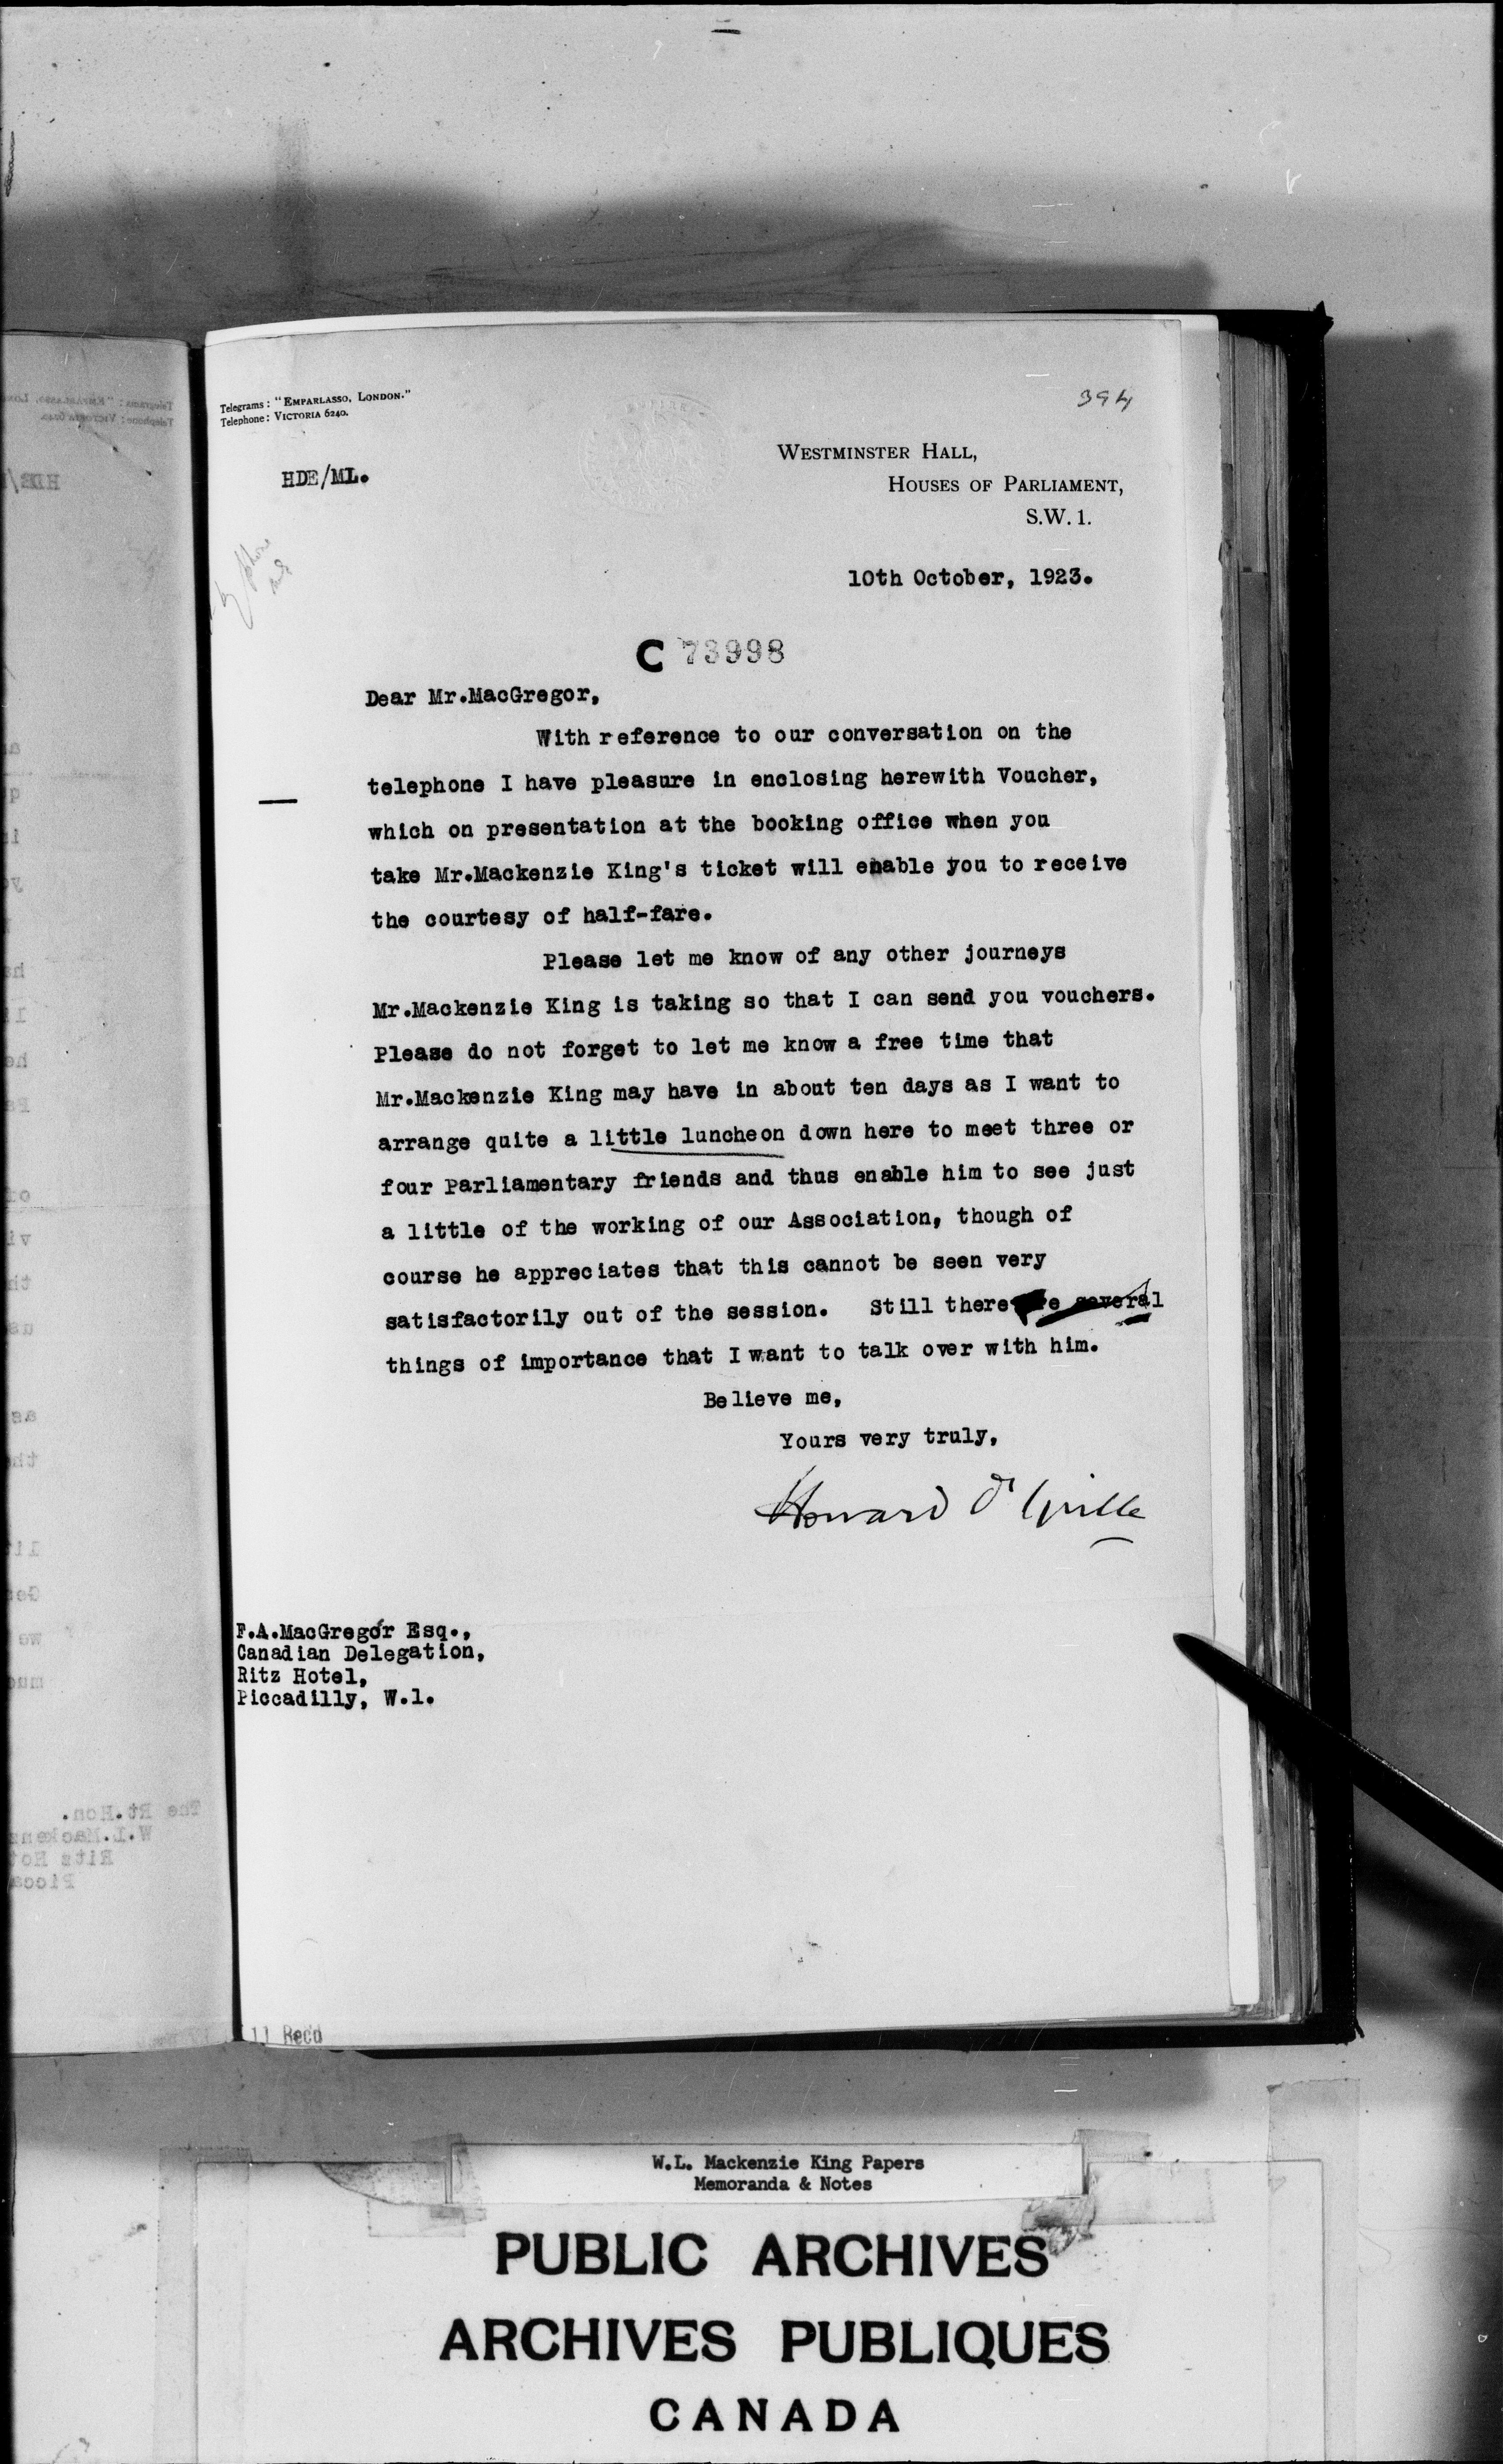 Telegrams: "EMPARLASSO, LONDON."
Telephone: VICTORIA 6240.
394
WESTMINSTER HALL,
HOUSES OF PARLIAMENT,
S.W. 1.
HDE/ML.
by phone
10th October, 1923.
C 73998
Dear Mr.MacGregor,
With reference to our conversation on the
telephone I have pleasure in enclosing herewith Voucher,
which on presentation at the booking office when you
take Mr.Mackenzie King's ticket will enable you to receive
the courtesy of half-fare.
Please let me know of any other journeys
Mr.Mackenzie King is taking so that I can send you vouchers.
Please do not forget to let me know a free time that
Mr.Mackenzie King may have in about ten days as I want to
arrange quite a little luncheon down here to meet three or
four Parliamentary friends and thus enable him to see just
a little of the working of our Association, though of
course he appreciates that this cannot be seen very
satisfactorily out of the session. Still there are several
things of importance that I want to talk over with him.
Believe me,
Yours very truly,
Howard d'Egville
F.A.MacGregor Esq.,
Canadian Delegation,
Ritz Hotel,
Piccadilly, W.1.
11 Recd
W.L. Mackenzie King Papers
Memoranda & Notes
PUBLIC ARCHIVES
ARCHIVES PUBLIQUES
CANADA